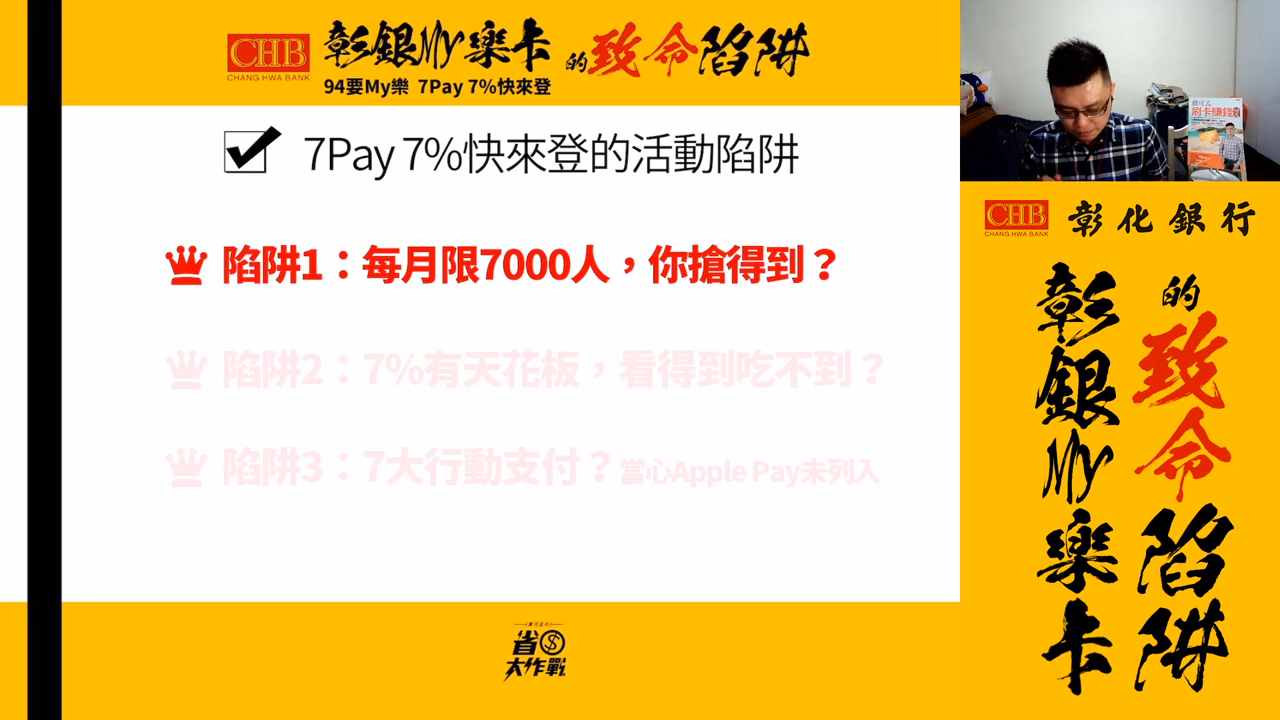 CHB
CHANG HWA BANK
彰銀My樂卡的致命陷阱
94要My樂 7Pay 7%快來登
7Pay 7%快來登的活動陷阱
陷阱1：每月限7000人，你搶得到？
陷阱2：7%有天花板，看得到吃不到？
陷阱3：7大行動支付？當心Apple Pay未列入
省
大作戰
刷卡賺錢
CHB
CHANG HWA BANK
彰化銀行
彰銀My樂卡
的致命陷阱